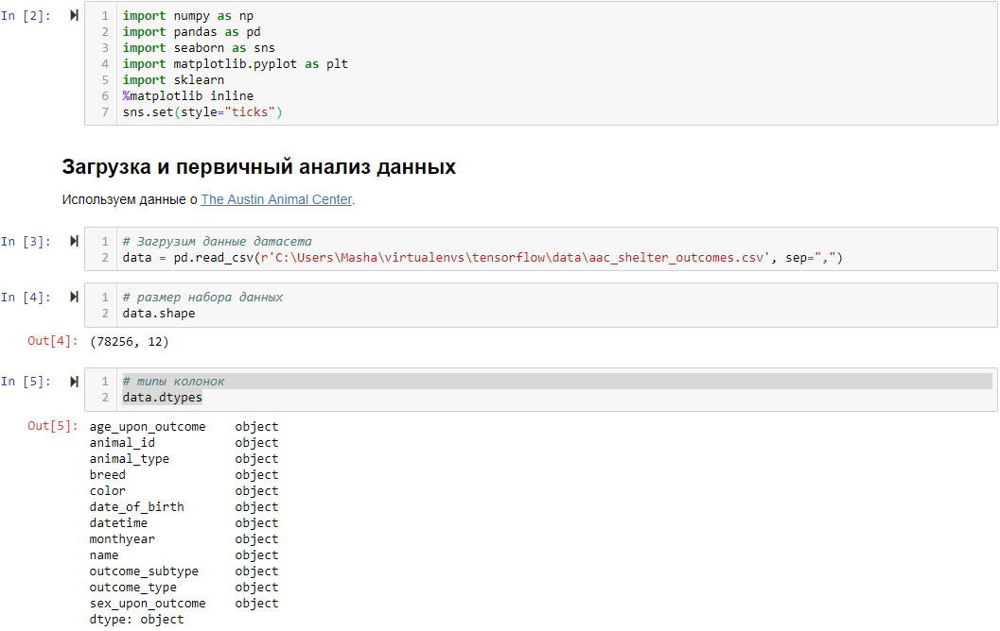 In [2]:
1 import numpy as np
2 import pandas as pd
3 import seaborn as sns
4 import matplotlib.pyplot as plt
5 import sklearn
6 %matplotlib inline
7 sns.set(style="ticks")
Загрузка и первичный анализ данных
Используем данные о The Austin Animal Center.
In [3]:
1 # Загрузим данные датасета
2 data = pd.read_csv(r'C:\Users\Masha\virtualenvs\tensorflow\data\aac_shelter_outcomes.csv', sep=",")
In [4]:
1 # размер набора данных
2 data.shape
Out[4]: (78256, 12)
In [5]:
1 # типы колонок
2 data.dtypes
Out[5]: age_upon_outcome    object
animal_id           object
animal_type         object
breed               object
color               object
date_of_birth       object
datetime            object
monthyear           object
name                object
outcome_subtype     object
outcome_type        object
sex_upon_outcome    object
dtype: object